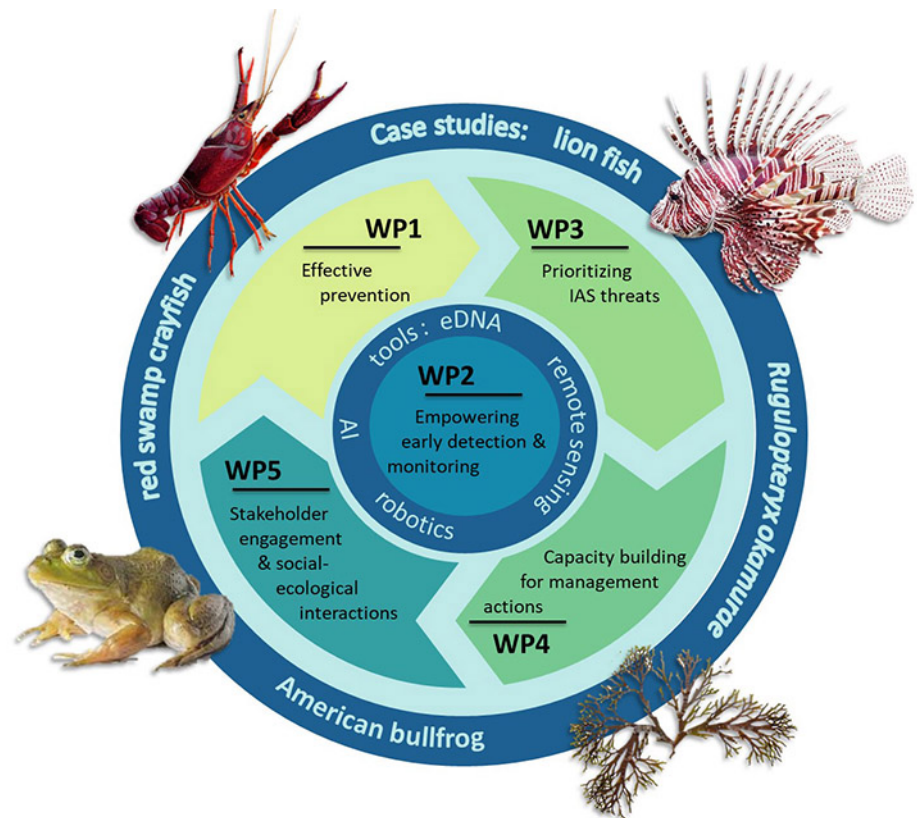 Case studies: lion fish
Rugulopteryx okamurae
American bullfrog
red swamp crayfish
WP1
Effective
prevention
WP3
Prioritizing
IAS threats
tools: eDNA
remote sensing
robotics
AI
WP2
Empowering
early detection &
monitoring
WP5
Stakeholder
engagement
& social-
ecological
interactions
Capacity building
for management
actions
WP4